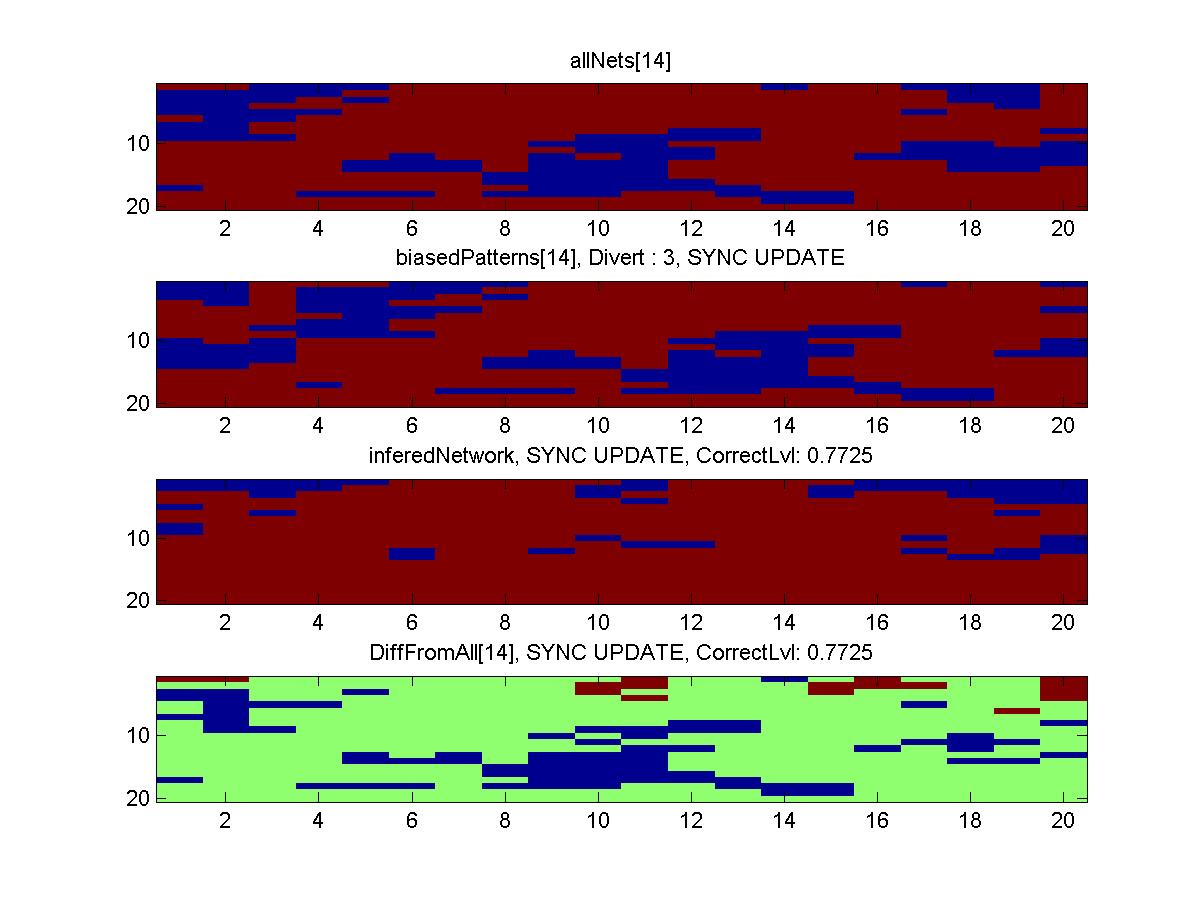 allNets[14]
10
20
2 4 6 8 10 12 14 16 18 20
biasedPatterns[14], Divert : 3, SYNC UPDATE
10
20
2 4 6 8 10 12 14 16 18 20
inferedNetwork, SYNC UPDATE, CorrectLvl: 0.7725
10
20
2 4 6 8 10 12 14 16 18 20
DiffFromAll[14], SYNC UPDATE, CorrectLvl: 0.7725
10
20
2 4 6 8 10 12 14 16 18 20